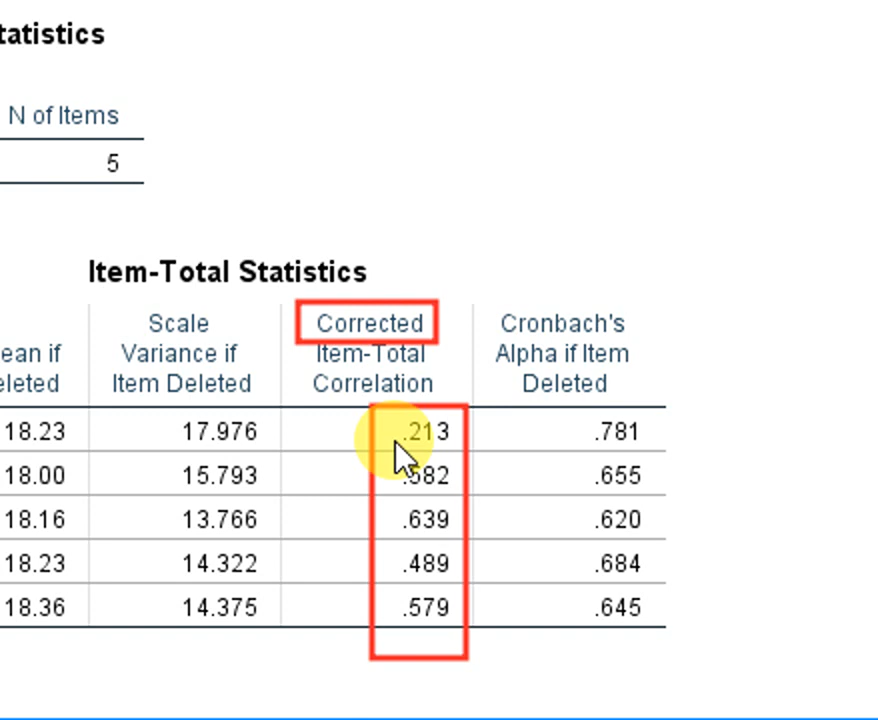 tatistics
N of Items
5
Item-Total Statistics
ean if
eleted
Scale
Variance if
Item Deleted
Corrected
Item-Total
Correlation
Cronbach's
Alpha if Item
Deleted
18.23 17.976 .213 .781
18.00 15.793 .582 .655
18.16 13.766 .639 .620
18.23 14.322 .489 .684
18.36 14.375 .579 .645